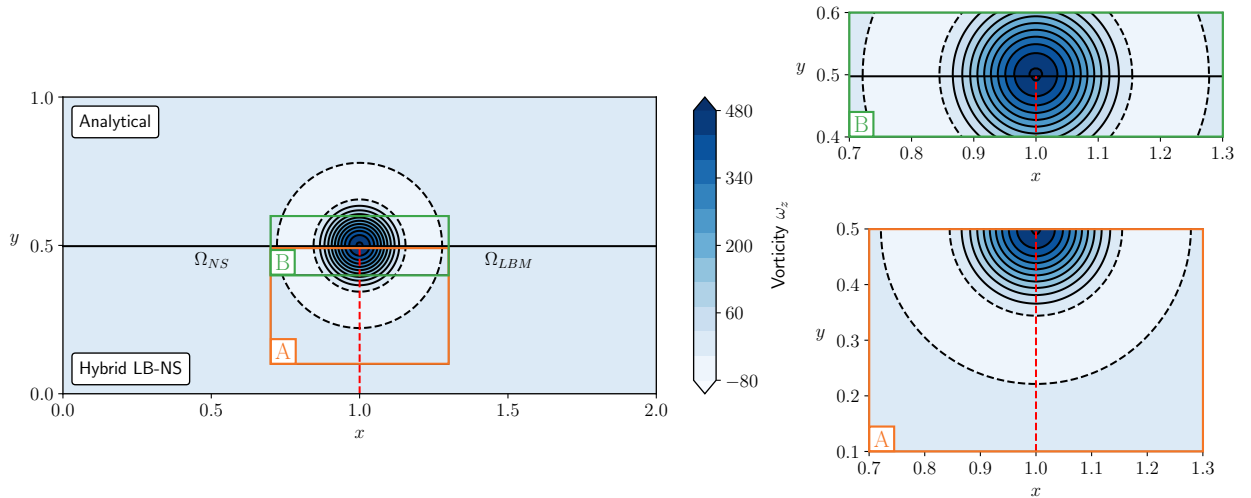 1.0
Analytical
y
0.5
Ω_NS
B
Ω_LBM
A
Hybrid LB-NS
0.0
0.0
0.5
1.0
1.5
2.0
x
480
340
200
60
−80
Vorticity ω_z
0.6
y
0.5
0.4
B
0.7
0.8
0.9
1.0
1.1
1.2
1.3
x
0.5
0.4
y
0.3
0.2
0.1
A
0.7
0.8
0.9
1.0
1.1
1.2
1.3
x